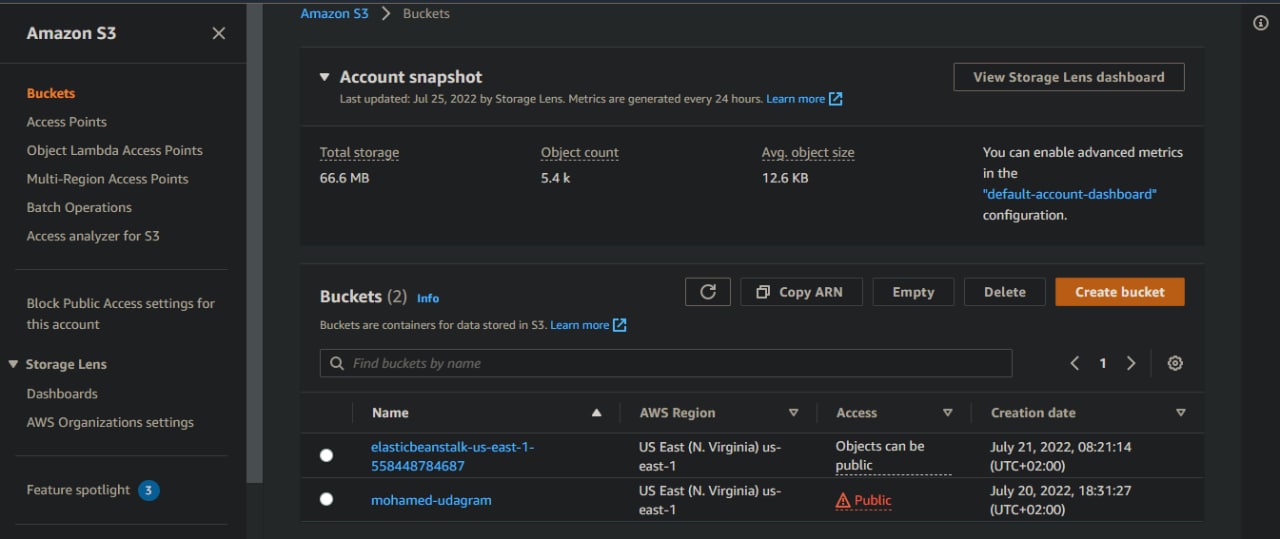 Amazon S3
Buckets
Access Points
Object Lambda Access Points
Multi-Region Access Points
Batch Operations
Access analyzer for S3
Block Public Access settings for
this account
Storage Lens
Dashboards
AWS Organizations settings
Feature spotlight 3
Amazon S3 > Buckets
Account snapshot
View Storage Lens dashboard
Last updated: Jul 25, 2022 by Storage Lens. Metrics are generated every 24 hours. Learn more
Total storage
66.6 MB
Object count
5.4 k
Avg. object size
12.6 KB
You can enable advanced metrics
in the
"default-account-dashboard"
configuration.
Buckets (2) Info
Copy ARN
Empty
Delete
Create bucket
Buckets are containers for data stored in S3. Learn more
Find buckets by name
1
Name
AWS Region
Access
Creation date
elasticbeanstalk-us-east-1-
558448784687
US East (N. Virginia) us-
east-1
Objects can be
public
July 21, 2022, 08:21:14
(UTC+02:00)
mohamed-udagram
US East (N. Virginia) us-
east-1
Public
July 20, 2022, 18:31:27
(UTC+02:00)